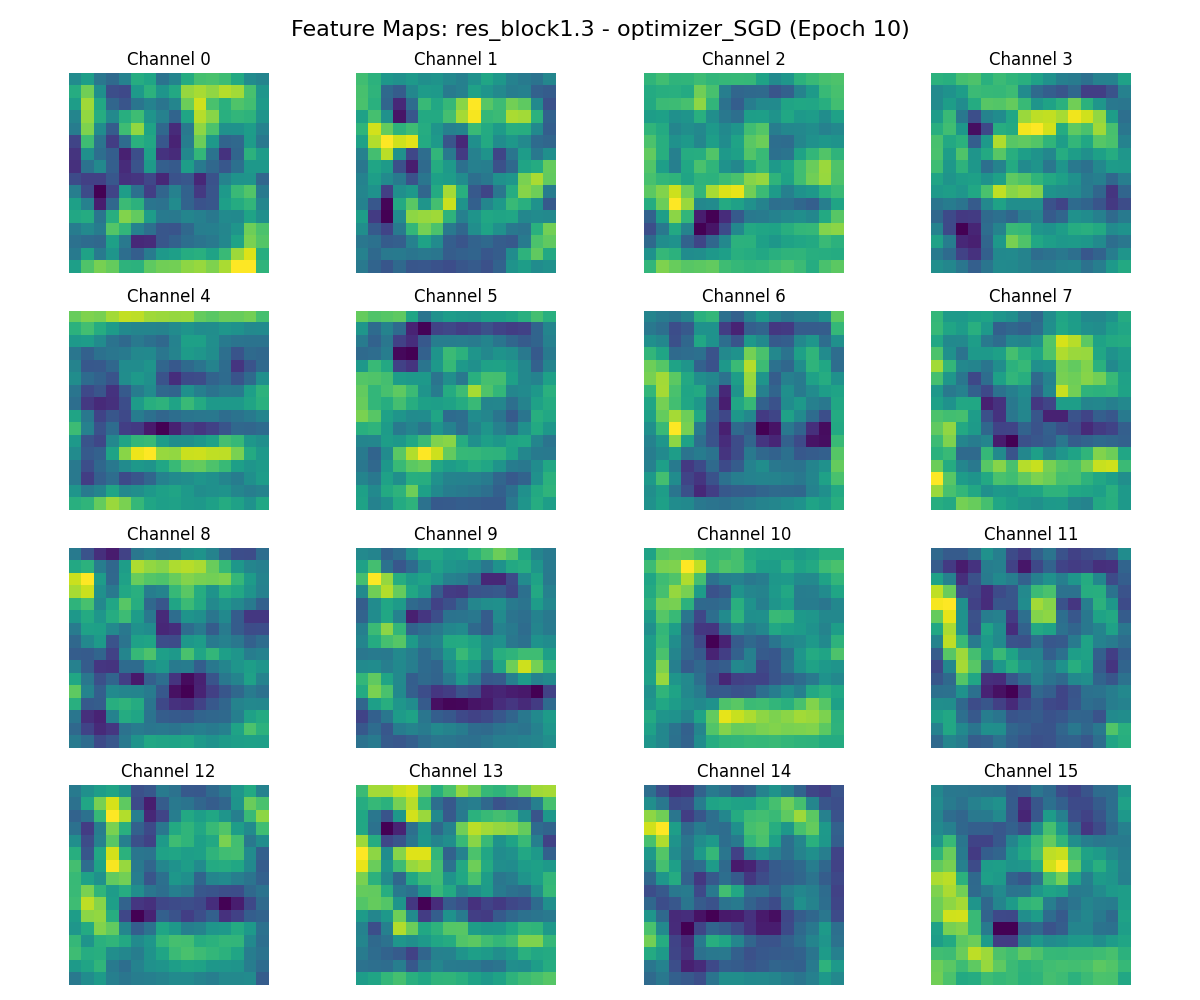 Feature Maps: res_block1.3 - optimizer_SGD (Epoch 10)
Channel 0 Channel 1 Channel 2 Channel 3
Channel 4 Channel 5 Channel 6 Channel 7
Channel 8 Channel 9 Channel 10 Channel 11
Channel 12 Channel 13 Channel 14 Channel 15